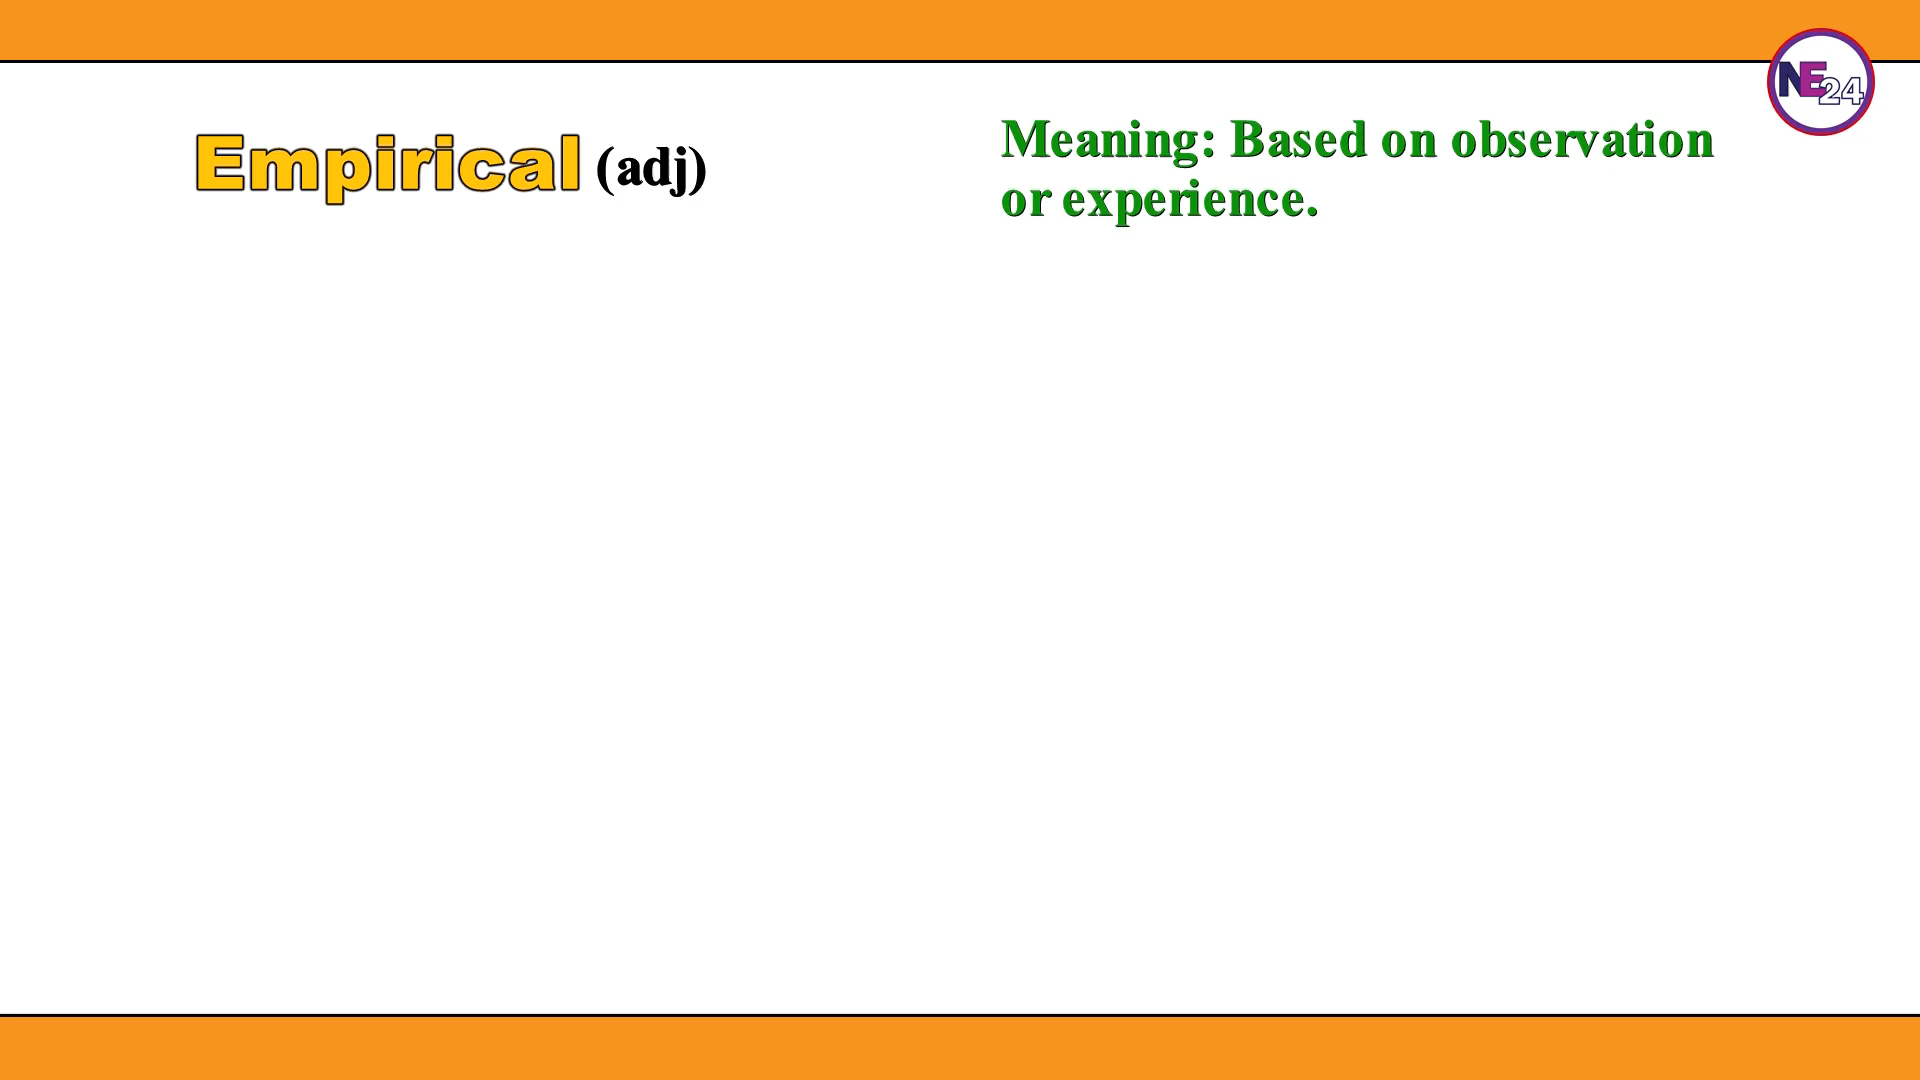 Empirical (adj)
Meaning: Based on observation
or experience.
NE24